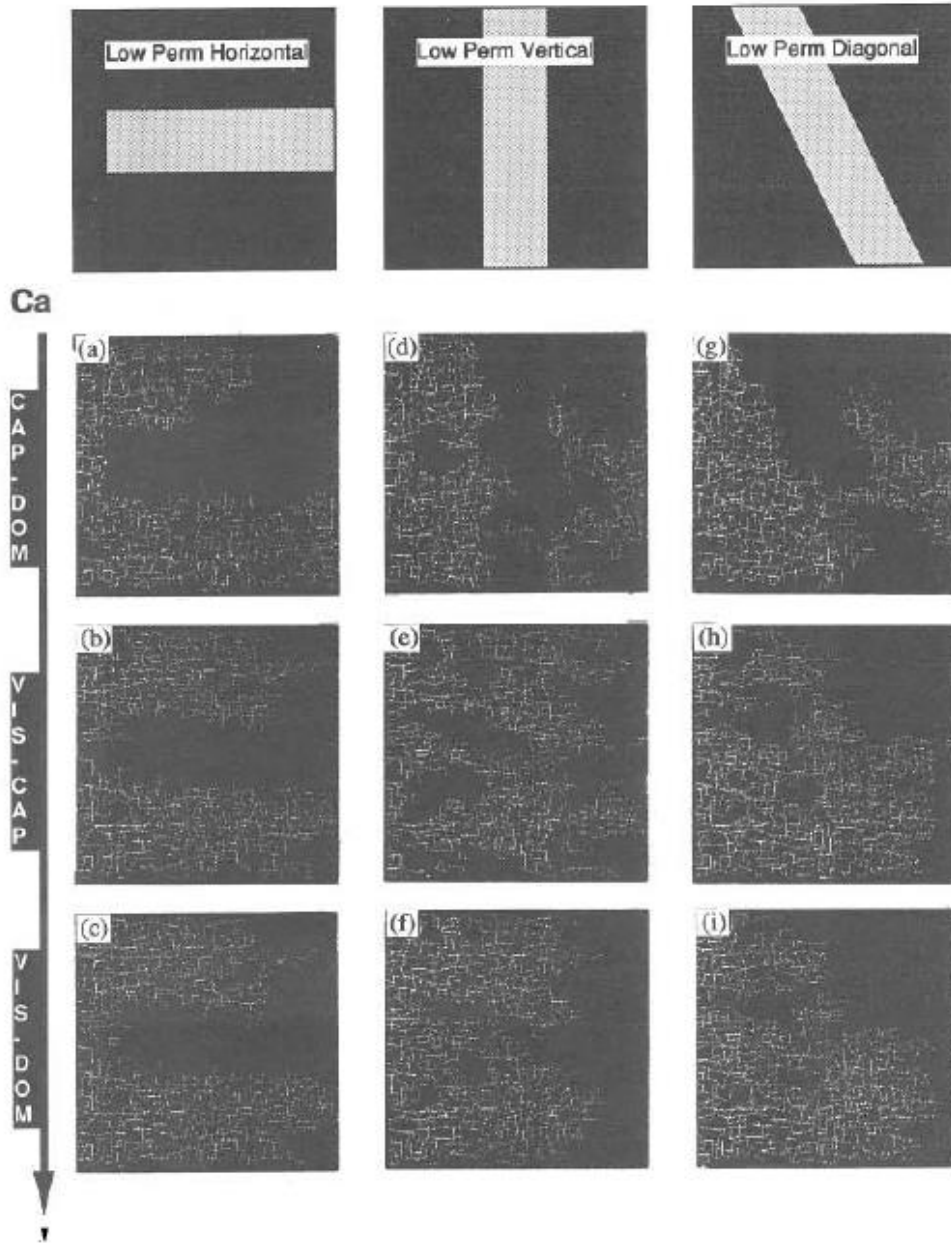 Low Perm Horizontal
Low Perm Vertical
Low Perm Diagonal
Ca
(a)
(d)
(g)
CAP-DOM
(b)
(e)
(h)
VIS-CAP
(c)
(f)
(i)
VIS-DOM